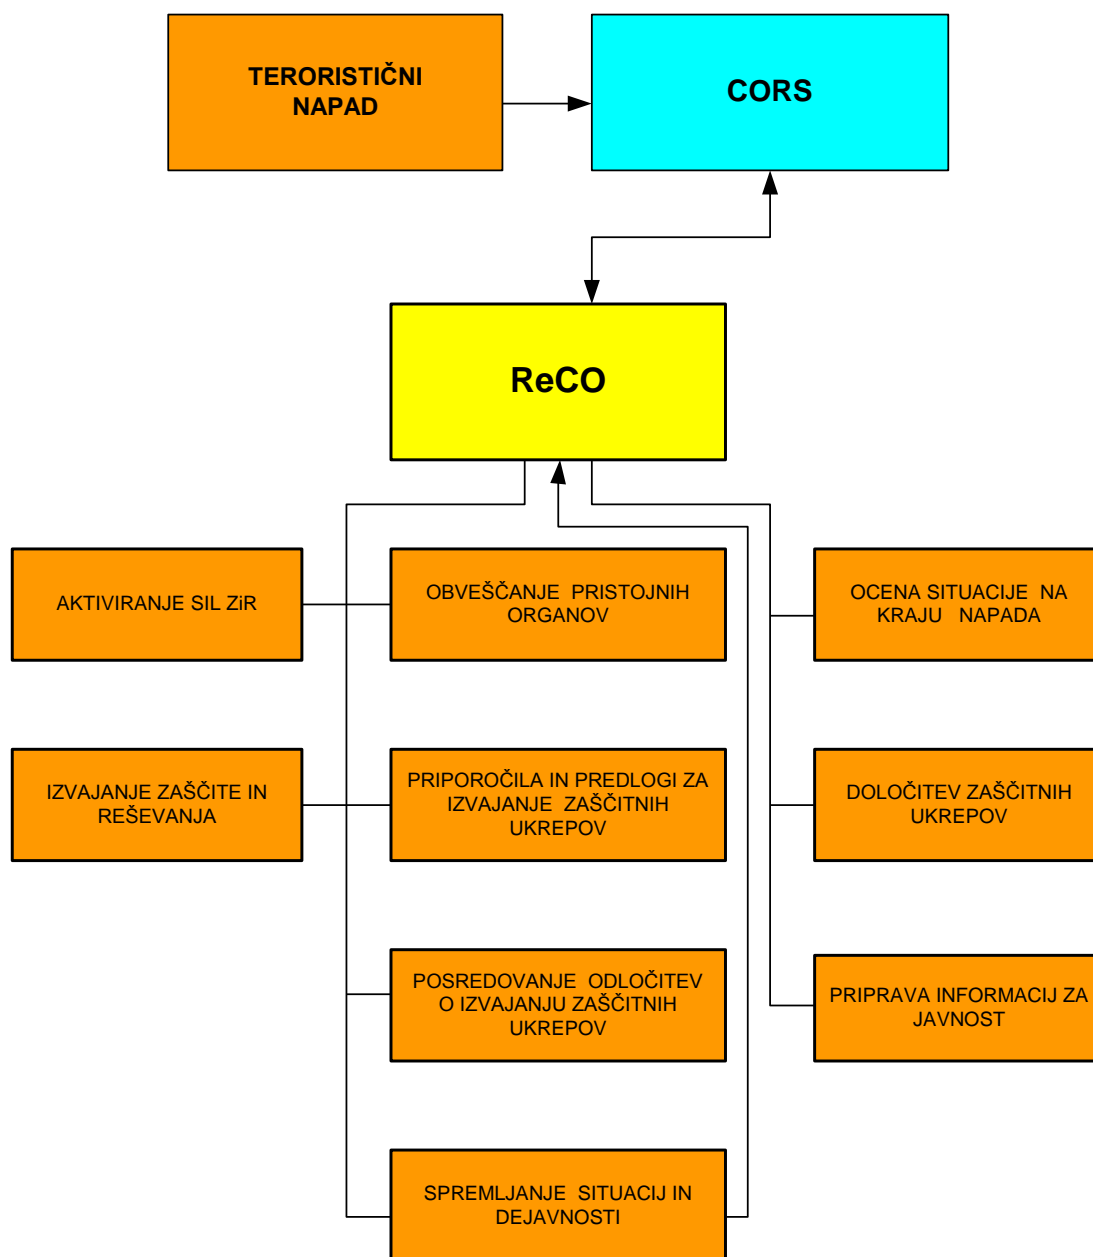 TERORISTIČNI
NAPAD
CORS
ReCO
AKTIVIRANJE SIL ZiR
OBVEŠČANJE PRISTOJNIH
ORGANOV
OCENA SITUACIJE NA
KRAJU NAPADA
IZVAJANJE ZAŠČITE IN
REŠEVANJA
PRIPOROČILA IN PREDLOGI ZA
IZVAJANJE ZAŠČITNIH
UKREPOV
DOLOČITEV ZAŠČITNIH
UKREPOV
POSREDOVANJE ODLOČITEV
O IZVAJANJU ZAŠČITNIH
UKREPOV
PRIPRAVA INFORMACIJ ZA
JAVNOST
SPREMLJANJE SITUACIJ IN
DEJAVNOSTI